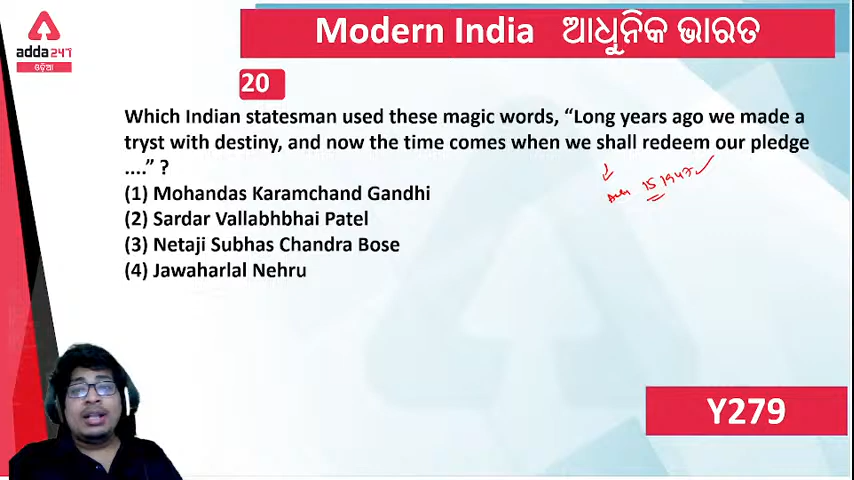 Modern India ଆଧୁନିକ ଭାରତ
adda247
ଓଡ଼ିଆ
20
Which Indian statesman used these magic words, “Long years ago we made a
tryst with destiny, and now the time comes when we shall redeem our pledge
....” ?
15 1947
(1) Mohandas Karamchand Gandhi
(2) Sardar Vallabhbhai Patel
(3) Netaji Subhas Chandra Bose
(4) Jawaharlal Nehru
Y279